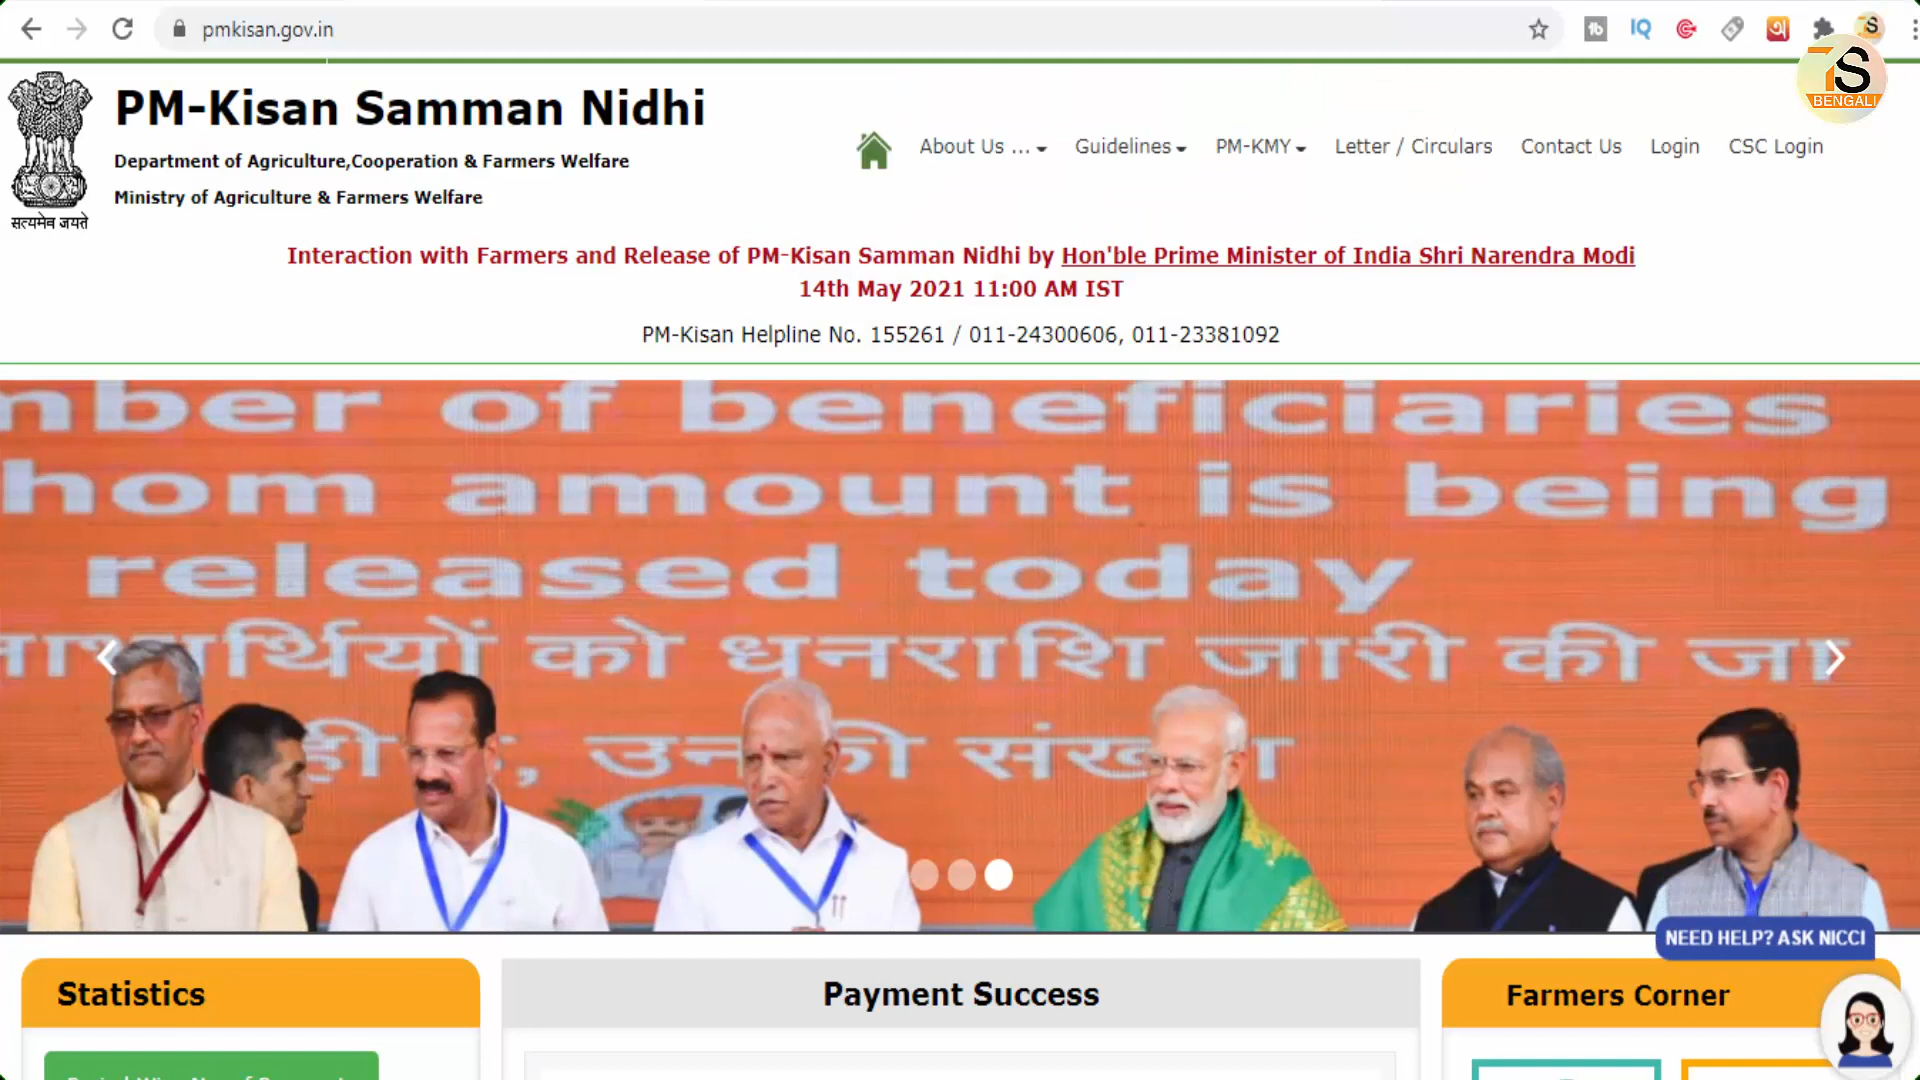 pmkisan.gov.in
IQ
S
BENGALI
PM-Kisan Samman Nidhi
Department of Agriculture,Cooperation & Farmers Welfare
Ministry of Agriculture & Farmers Welfare
सत्यमेव जयते
About Us ... Guidelines PM-KMY Letter / Circulars Contact Us Login CSC Login
Interaction with Farmers and Release of PM-Kisan Samman Nidhi by Hon'ble Prime Minister of India Shri Narendra Modi
14th May 2021 11:00 AM IST
PM-Kisan Helpline No. 155261 / 011-24300606, 011-23381092
mber of beneficiaries
hom amount is being
released today
को धनराशि जारी की जा
संख्या
NEED HELP? ASK NICCI
Statistics
Payment Success
Farmers Corner